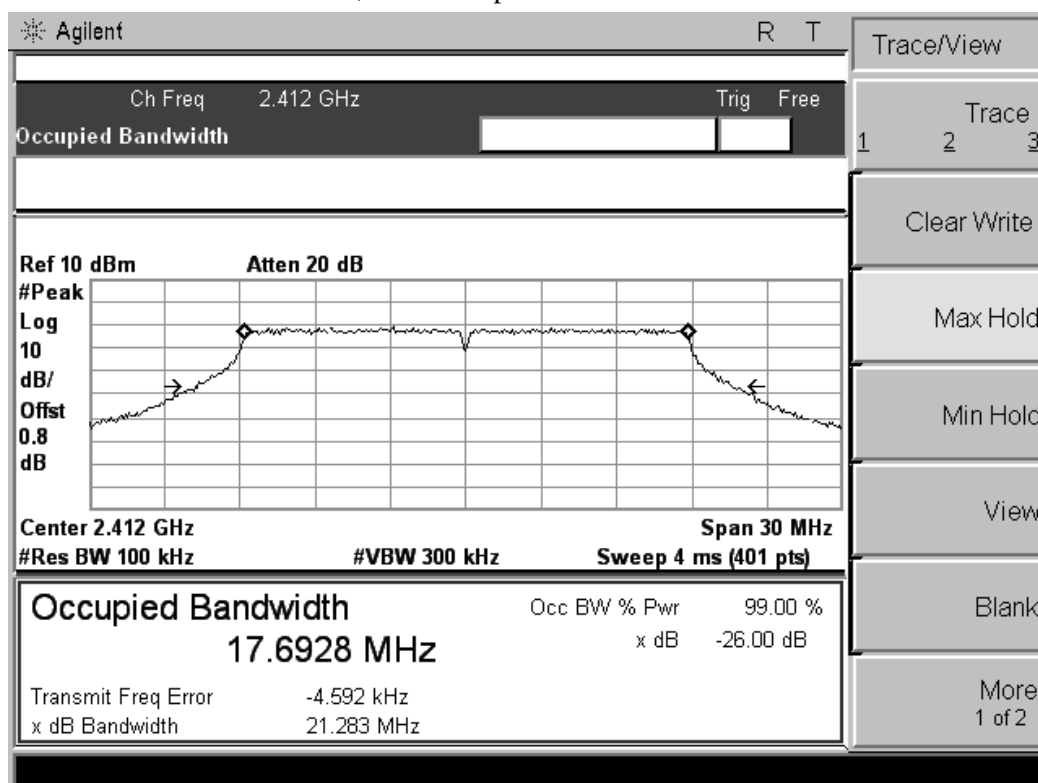 Agilent R T
Trace/View
Ch Freq 2.412 GHz Trig Free
Occupied Bandwidth
Trace
1 2 3
Clear Write
Max Hold
Min Hold
View
Blank
More
1 of 2
Ref 10 dBm Atten 20 dB
#Peak
Log
10
dB/
Offst
0.8
dB
Center 2.412 GHz Span 30 MHz
#Res BW 100 kHz #VBW 300 kHz Sweep 4 ms (401 pts)
Occupied Bandwidth
17.6928 MHz
Occ BW % Pwr 99.00 %
x dB -26.00 dB
Transmit Freq Error -4.592 kHz
x dB Bandwidth 21.283 MHz